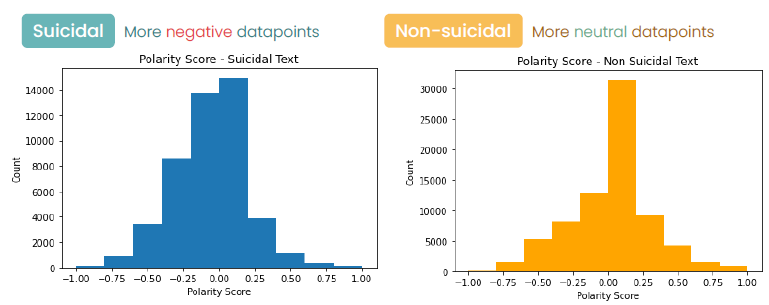 Suicidal More negative datapoints
Polarity Score - Suicidal Text
14000
12000
10000
8000
6000
4000
2000
0
Count
−1.00 −0.75 −0.50 −0.25 0.00 0.25 0.50 0.75 1.00
Polarity Score
Non-suicidal More neutral datapoints
Polarity Score - Non Suicidal Text
30000
25000
20000
15000
10000
5000
0
Count
−1.00 −0.75 −0.50 −0.25 0.00 0.25 0.50 0.75 1.00
Polarity Score